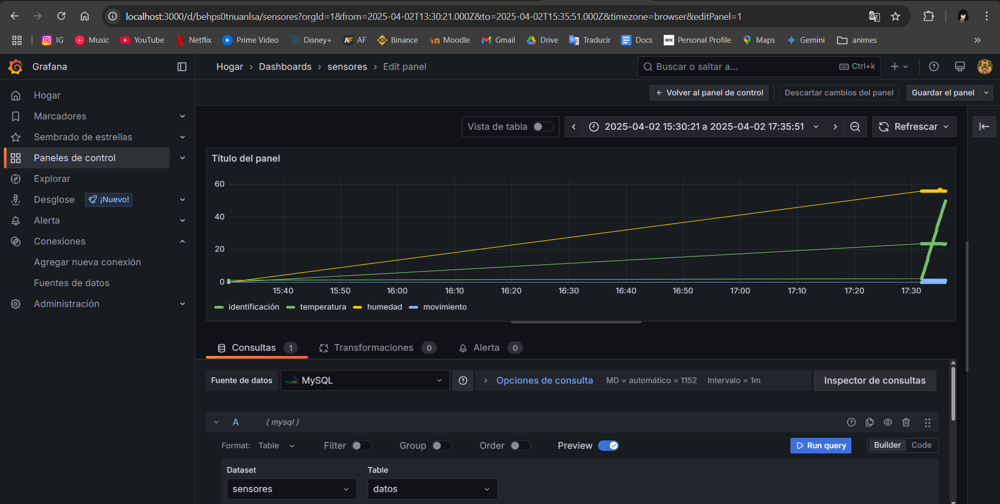 localhost:3000/d/behps0tnuanlsa/sensores?orgId=1&from=2025-04-02T13:30:21.000Z&to=2025-04-02T15:35:51.000Z&timezone=browser&editPanel=1
IG Music YouTube Netflix Prime Video Disney+ AF AF Binance Moodle Gmail Drive Traducir Docs WIX Personal Profile Maps Gemini animes »
Grafana
Hogar › Dashboards › sensores › Edit panel
Buscar o saltar a... Ctrl+k
Volver al panel de control
Descartar cambios del panel
Guardar el panel
Hogar
Marcadores
Sembrado de estrellas
Paneles de control
Explorar
Desglose ¡Nuevo!
Alerta
Conexiones
Agregar nueva conexión
Fuentes de datos
Administración
Vista de tabla
2025-04-02 15:30:21 a 2025-04-02 17:35:51
Refrescar
Título del panel
60
40
20
0
15:40 15:50 16:00 16:10 16:20 16:30 16:40 16:50 17:00 17:10 17:20 17:30
identificación temperatura humedad movimiento
Consultas 1
Transformaciones 0
Alerta 0
Fuente de datos
MySQL MySQL
Opciones de consulta MD = automático = 1152 Intervalo = 1m
Inspector de consultas
A (mysql)
Format: Table
Filter
Group
Order
Preview
Run query
Builder Code
Dataset
Table
sensores
datos